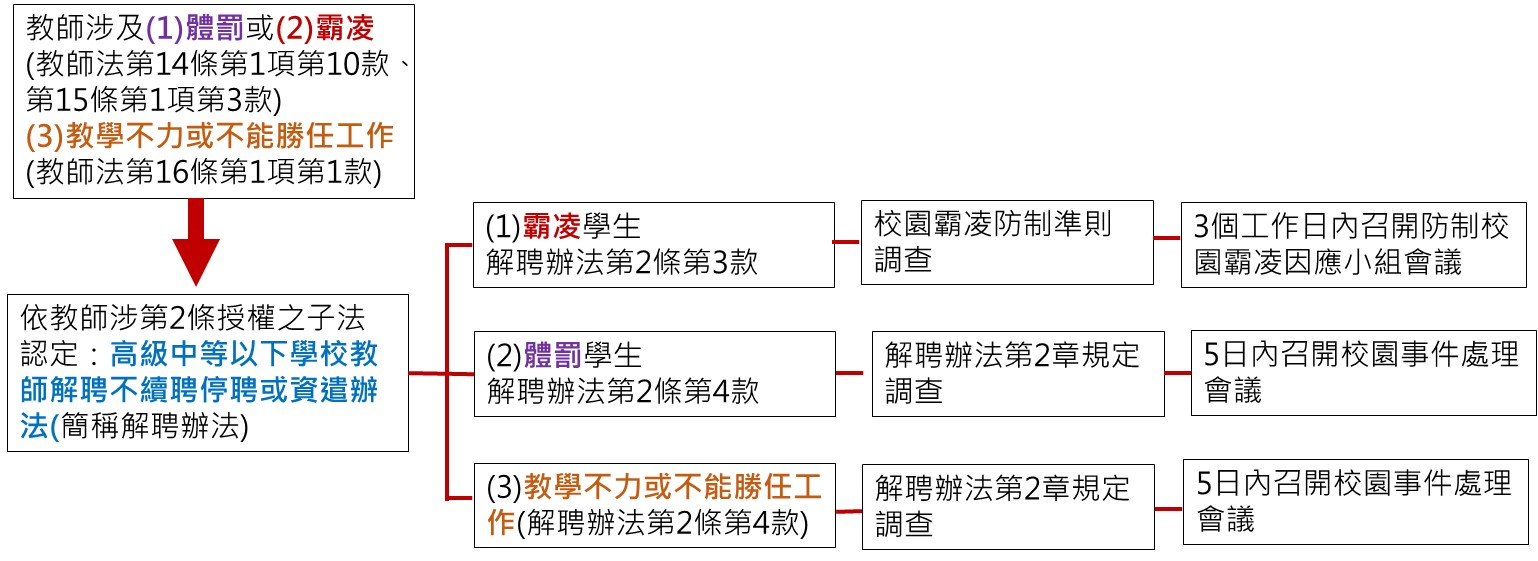 教師涉及(1)體罰或(2)霸凌
(教師法第14條第1項第10款、
第15條第1項第3款)
(3)教學不力或不能勝任工作
(教師法第16條第1項第1款)
依教師涉第2條授權之子法
認定：高級中等以下學校教
師解聘不續聘停聘或資遣辦
法(簡稱解聘辦法)
(1)霸凌學生
解聘辦法第2條第3款
校園霸凌防制準則
調查
3個工作日內召開防制校
園霸凌因應小組會議
(2)體罰學生
解聘辦法第2條第4款
解聘辦法第2章規定
調查
5日內召開校園事件處理
會議
(3)教學不力或不能勝任工
作(解聘辦法第2條第4款)
解聘辦法第2章規定
調查
5日內召開校園事件處理
會議